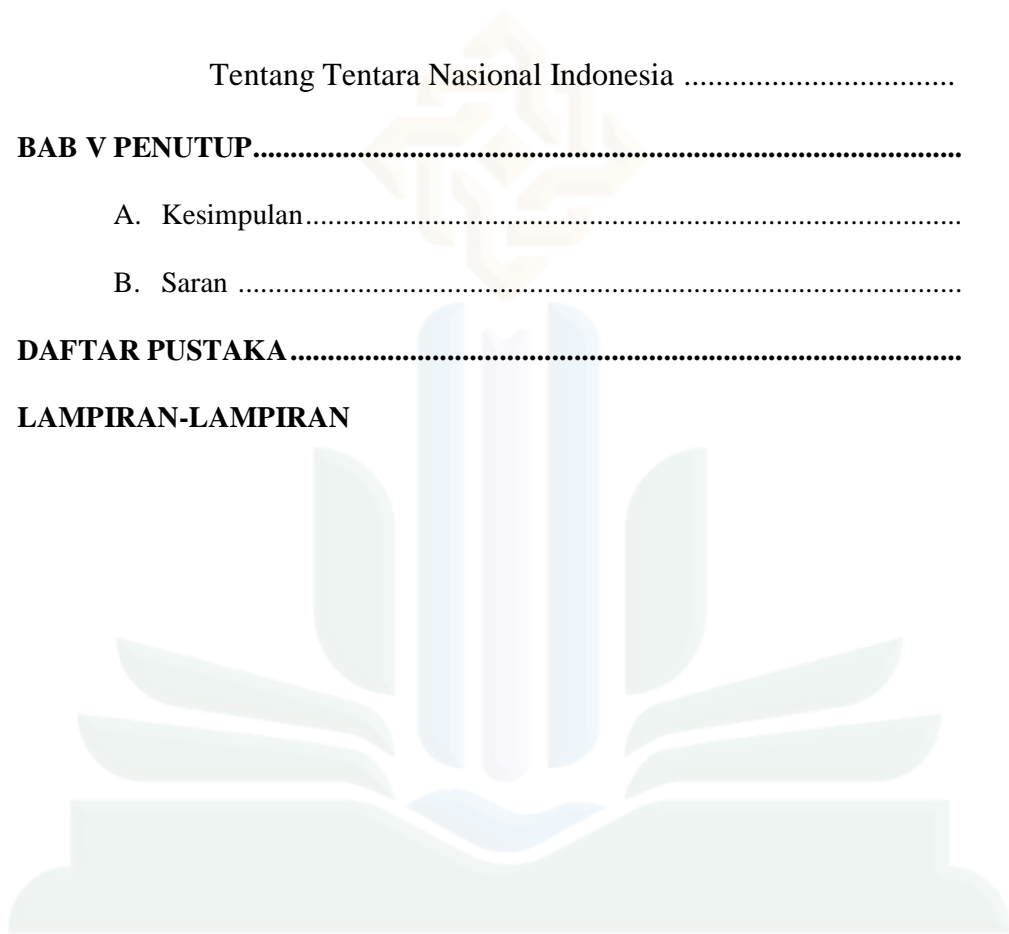 Tentang Tentara Nasional Indonesia ..................................
BAB V PENUTUP................................................................................................
A. Kesimpulan.........................................................................................
B. Saran ..................................................................................................
DAFTAR PUSTAKA...........................................................................................
LAMPIRAN-LAMPIRAN